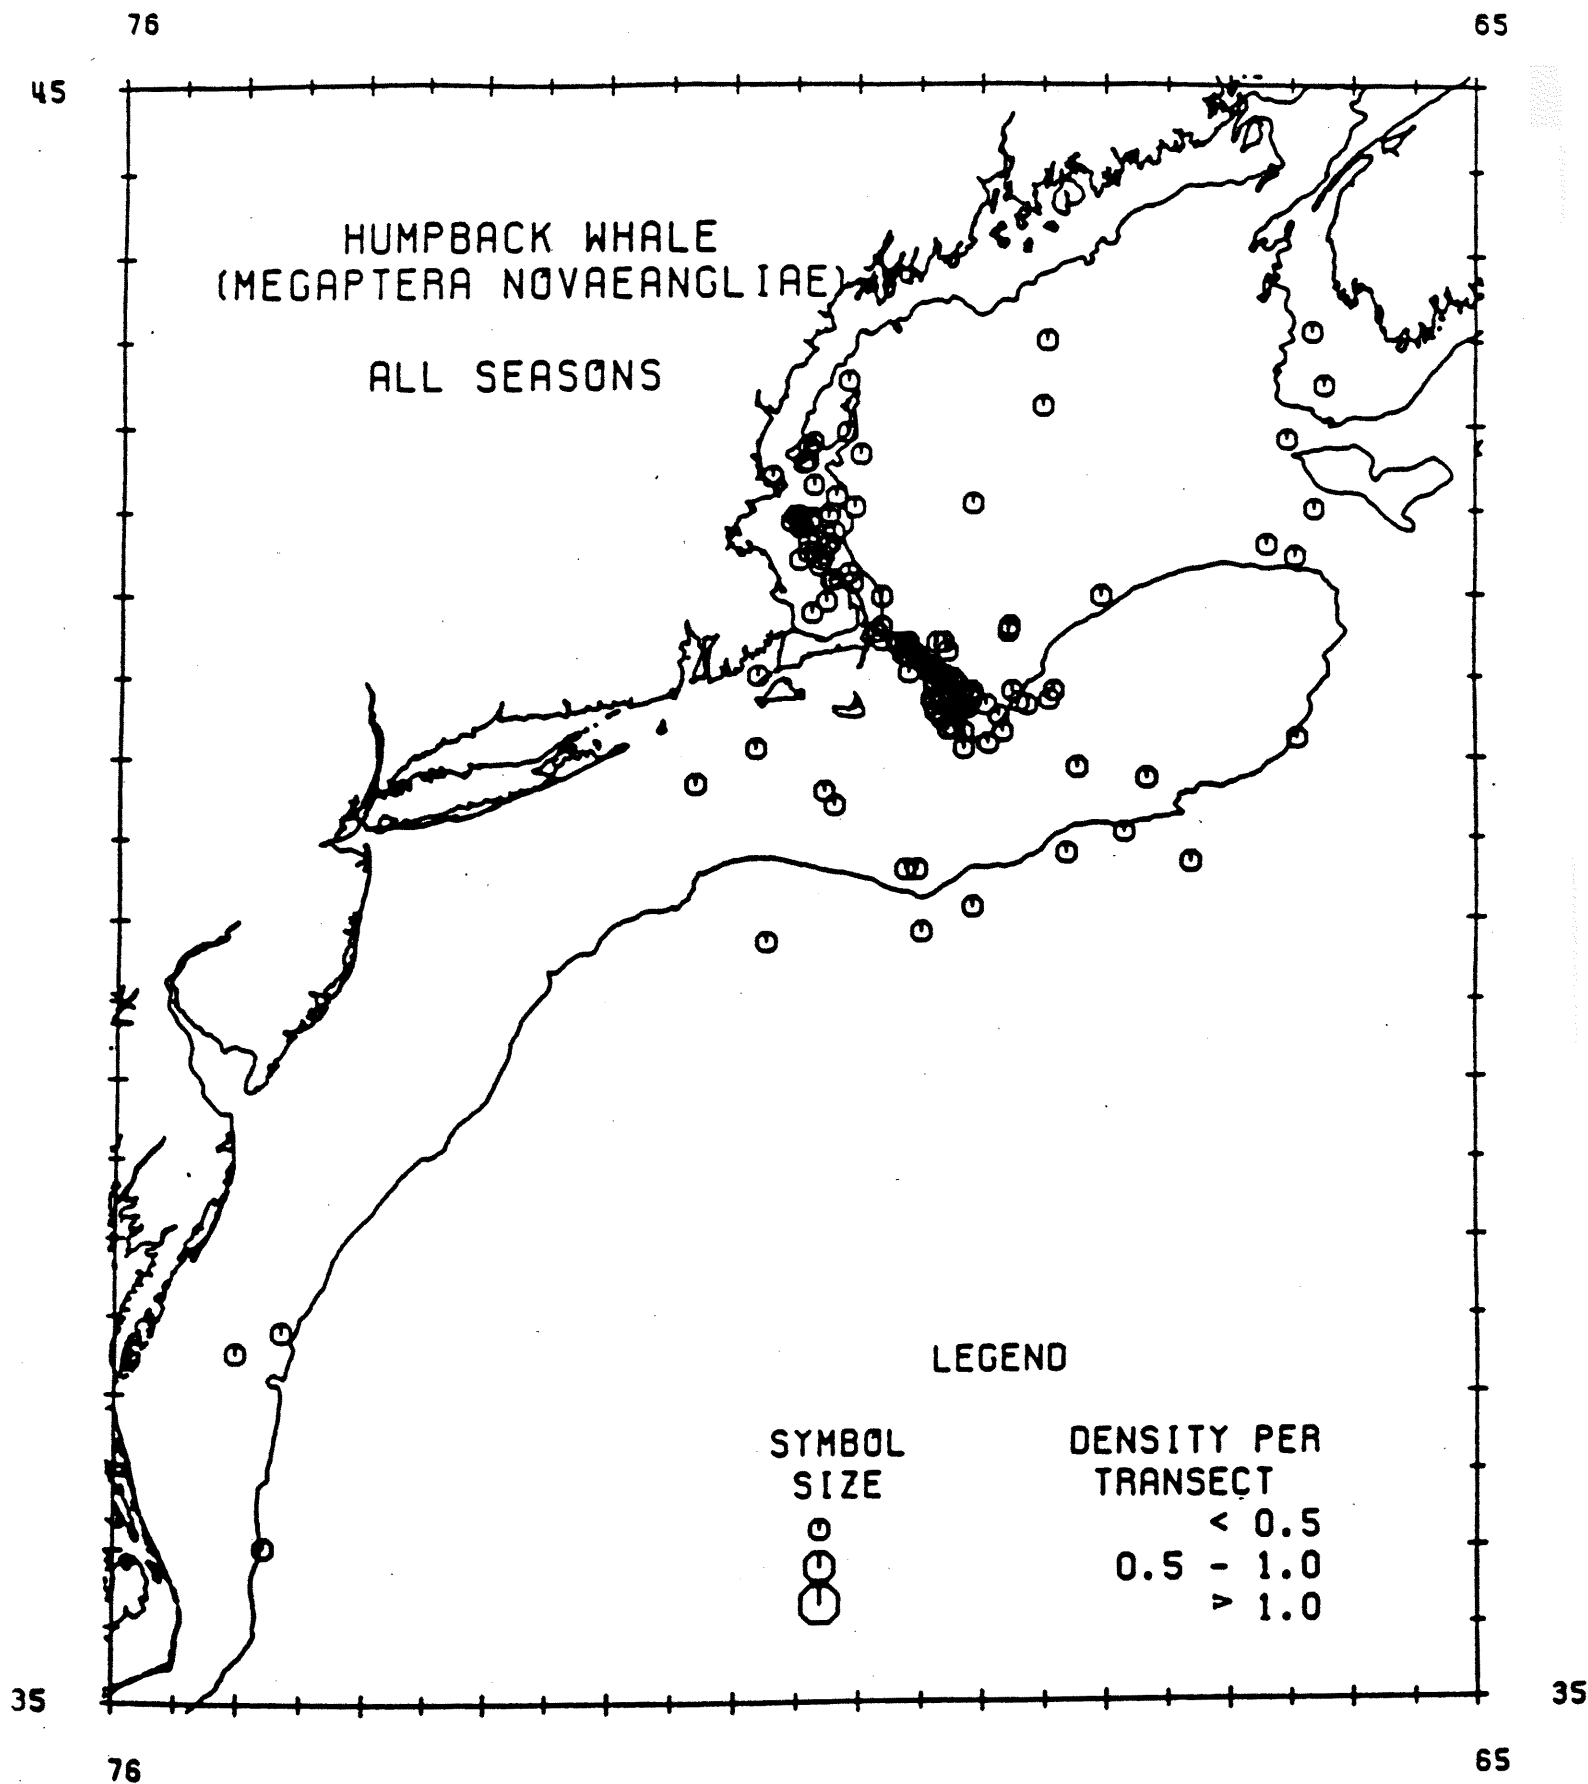 76 65
45
HUMPBACK WHALE
(MEGAPTERA NOVAEANGLIAE)
ALL SEASONS
LEGEND
SYMBOL SIZE
DENSITY PER TRANSECT
< 0.5
0.5 - 1.0
> 1.0
35 35
76 65